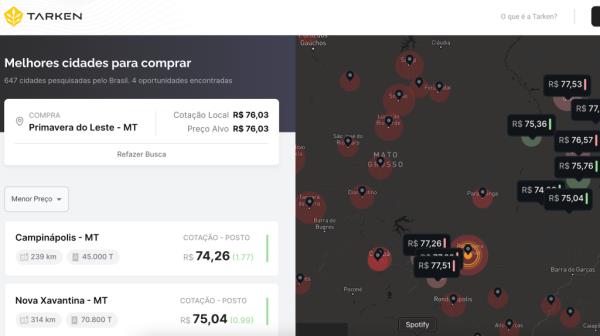 TARKEN
O que é a Tarken?
Melhores cidades para comprar
647 cidades pesquisadas pelo Brasil. 4 oportunidades encontradas
COMPRA
Primavera do Leste - MT
Cotação Local R$ 76,03
Preço Alvo R$ 76,03
Refazer Busca
Menor Preço
Campinápolis - MT
239 km
45.000 T
COTAÇÃO - POSTO
R$ 74,26 (1.77)
Nova Xavantina - MT
314 km
70.800 T
COTAÇÃO - POSTO
R$ 75,04 (0.99)
Gaúchos
Cláudia
R$ 77,53
R$ 75,36
R$ 76,57
MATO
GROSSO
R$ 75,76
R$ 75,04
Barra do
Bugres
R$ 77,26
R$ 77,51
Barra do Garças
Poconé
Spotify